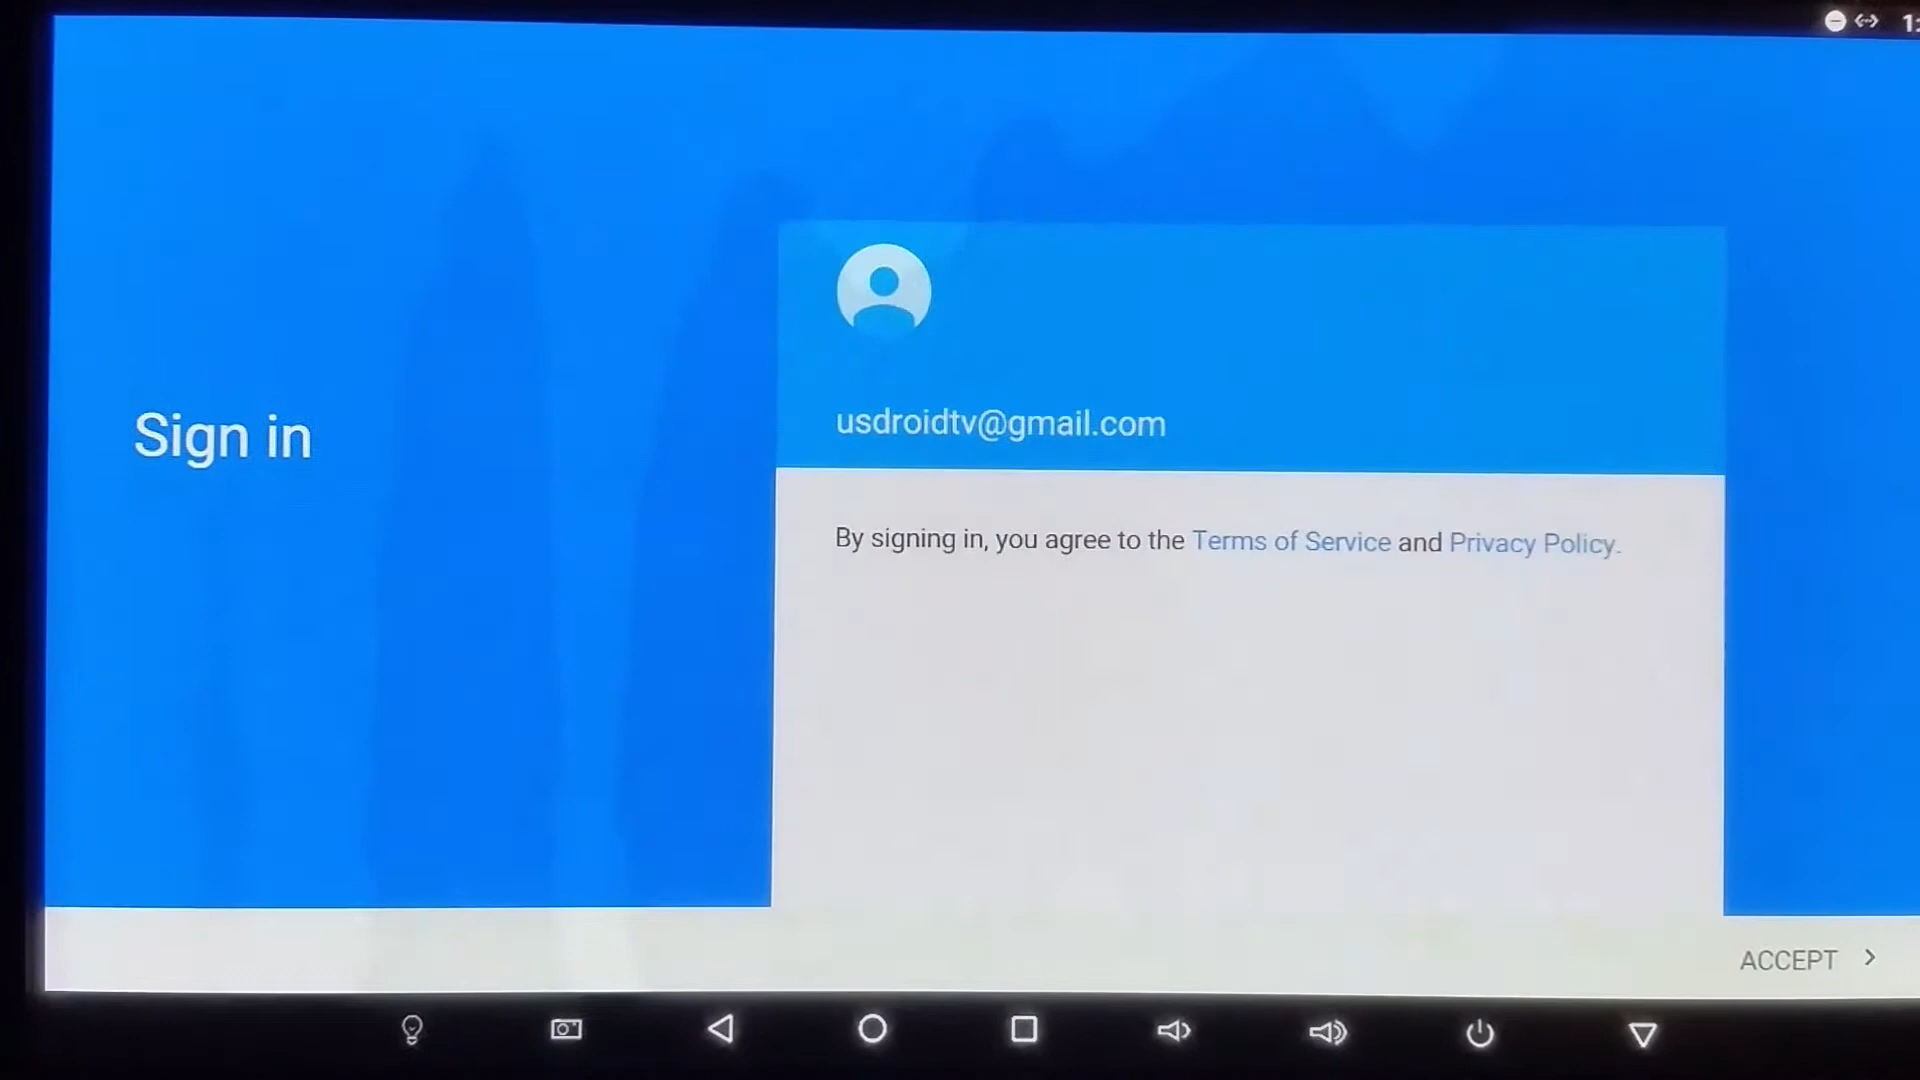 Sign in
usdroidtv@gmail.com
By signing in, you agree to the Terms of Service and Privacy Policy.
ACCEPT